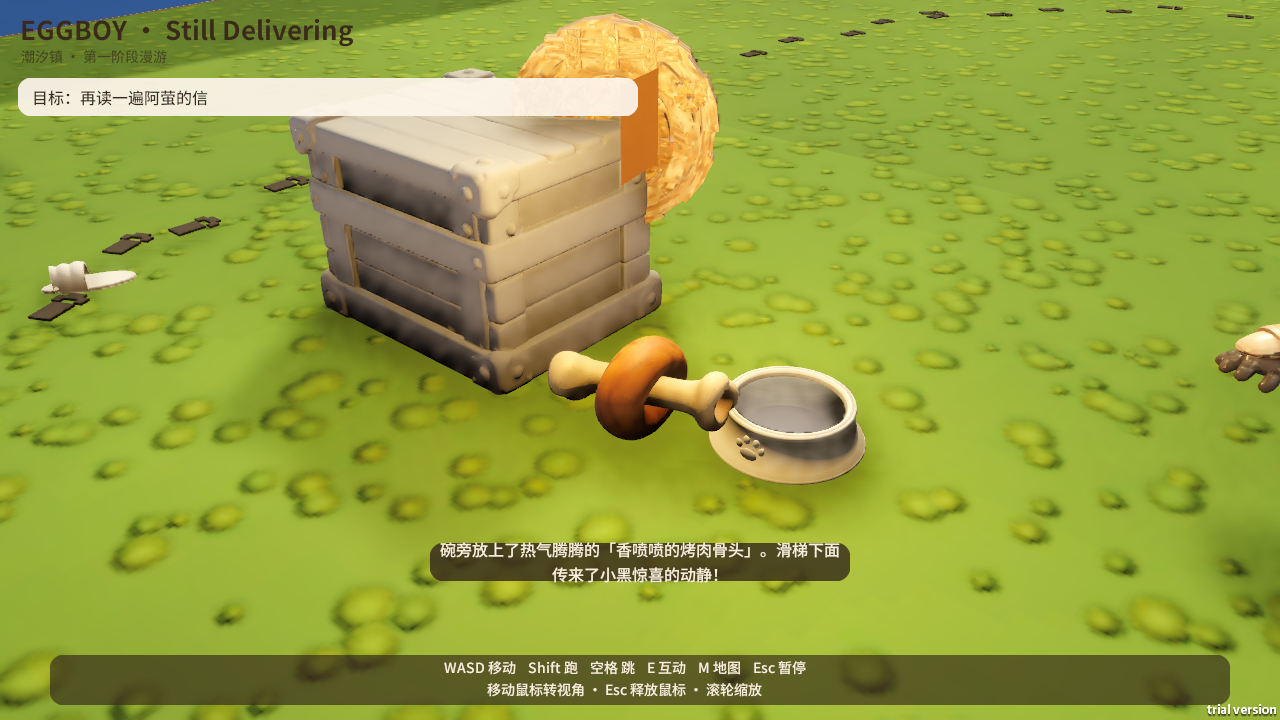 EGGBOY · Still Delivering
潮汐镇 · 第一阶段漫游
目标：再读一遍阿萤的信
碗旁放上了热气腾腾的「香喷喷的烤肉骨头」。滑梯下面
传来了小黑惊喜的动静！
WASD 移动 Shift 跑 空格 跳 E 互动 M 地图 Esc 暂停
移动鼠标转视角 · Esc 释放鼠标 · 滚轮缩放
trial version